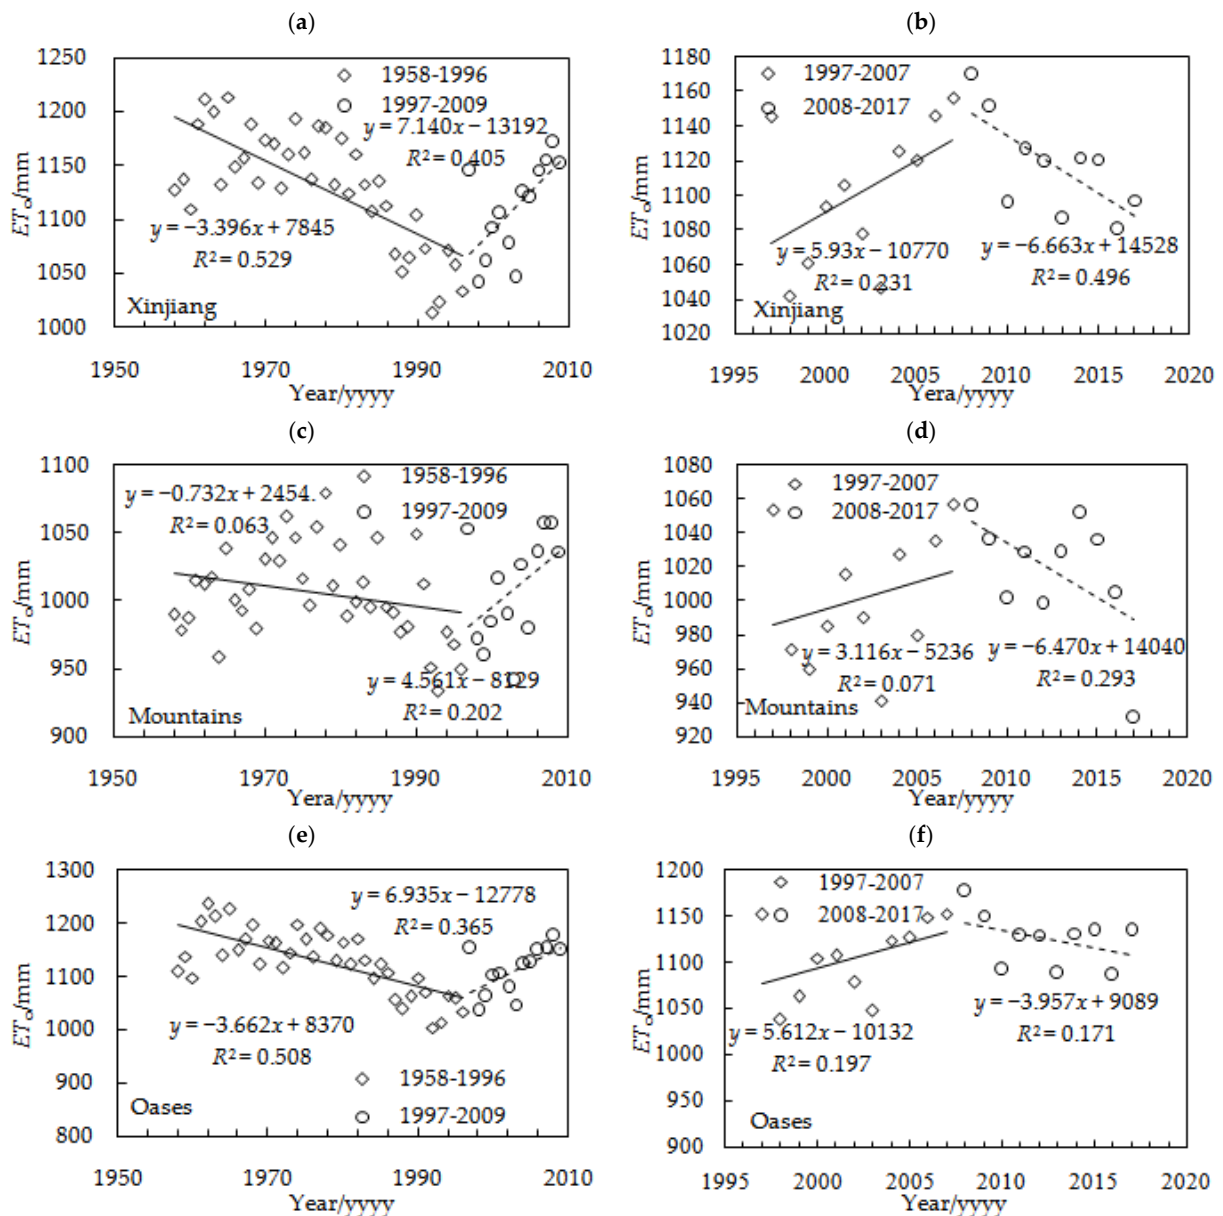 (a)
1250
1200
1150
1100
1050
1000
ETo/mm
1958-1996
1997-2009
y = 7.140x − 13192
R² = 0.405
y = −3.396x + 7845
R² = 0.529
Xinjiang
1950 1970 1990 2010
Year/yyyy
(b)
1180
1160
1140
1120
1100
1080
1060
1040
1020
ETo/mm
1997-2007
2008-2017
y = 5.93x − 10770
R² = 0.231
y = −6.663x + 14528
R² = 0.496
Xinjiang
1995 2000 2005 2010 2015 2020
Yera/yyyy
(c)
1100
1050
1000
950
900
ETo/mm
1958-1996
1997-2009
y = −0.732x + 2454.
R² = 0.063
y = 4.561x − 8129
R² = 0.202
Mountains
1950 1970 1990 2010
Yera/yyyy
(d)
1080
1060
1040
1020
1000
980
960
940
920
ETo/mm
1997-2007
2008-2017
y = 3.116x − 5236
R² = 0.071
y = −6.470x + 14040
R² = 0.293
Mountains
1995 2000 2005 2010 2015 2020
Year/yyyy
(e)
1300
1200
1100
1000
900
800
ETo/mm
y = 6.935x − 12778
R² = 0.365
y = −3.662x + 8370
R² = 0.508
1958-1996
1997-2009
Oases
1950 1970 1990 2010
Year/yyyy
(f)
1200
1150
1100
1050
1000
950
900
ETo/mm
1997-2007
2008-2017
y = 5.612x − 10132
R² = 0.197
y = −3.957x + 9089
R² = 0.171
Oases
1995 2000 2005 2010 2015 2020
Year/yyyy